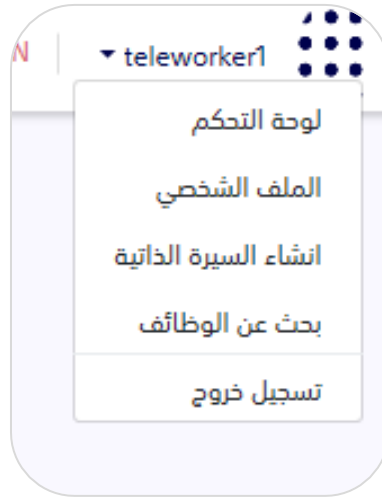 teleworker1
N
لوحة التحكم
الملف الشخصي
انشاء السيرة الذاتية
بحث عن الوظائف
تسجيل خروج